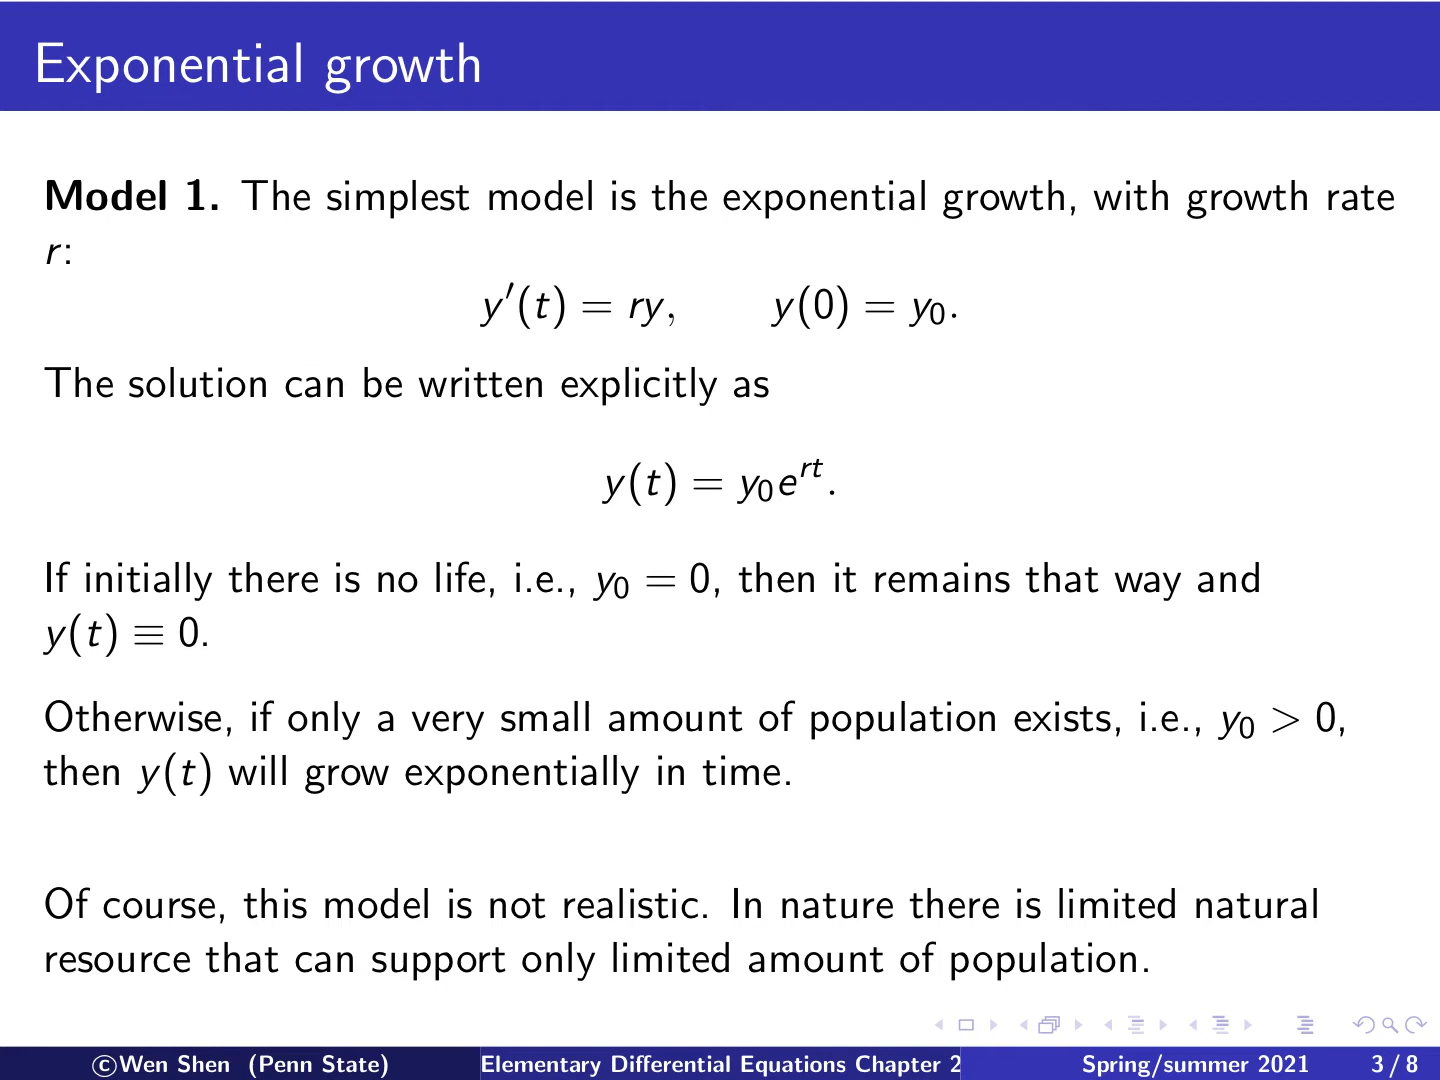 Exponential growth
Model 1. The simplest model is the exponential growth, with growth rate
r:
y′(t) = ry, y(0) = y₀.
The solution can be written explicitly as
y(t) = y₀eʳᵗ.
If initially there is no life, i.e., y₀ = 0, then it remains that way and
y(t) ≡ 0.
Otherwise, if only a very small amount of population exists, i.e., y₀ > 0,
then y(t) will grow exponentially in time.
Of course, this model is not realistic. In nature there is limited natural
resource that can support only limited amount of population.
©Wen Shen (Penn State) Elementary Differential Equations Chapter 2 Spring/summer 2021 3 / 8